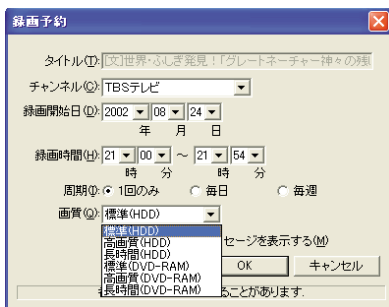 録画予約
タイトル(T): [文]世界・ふしぎ発見!「グレートネーチャー神々の残
チャンネル(C): TBSテレビ
録画開始日(D): 2002 08 24
年 月 日
録画時間(H): 21 00 ～ 21 54
時 分 時 分
周期(I): 1回のみ 毎日 毎週
画質(Q): 標準(HDD)
標準(HDD)
高画質(HDD)
長時間(HDD)
標準(DVD-RAM)
高画質(DVD-RAM)
長時間(DVD-RAM)
セージを表示する(M)
OK キャンセル
ることがあります.